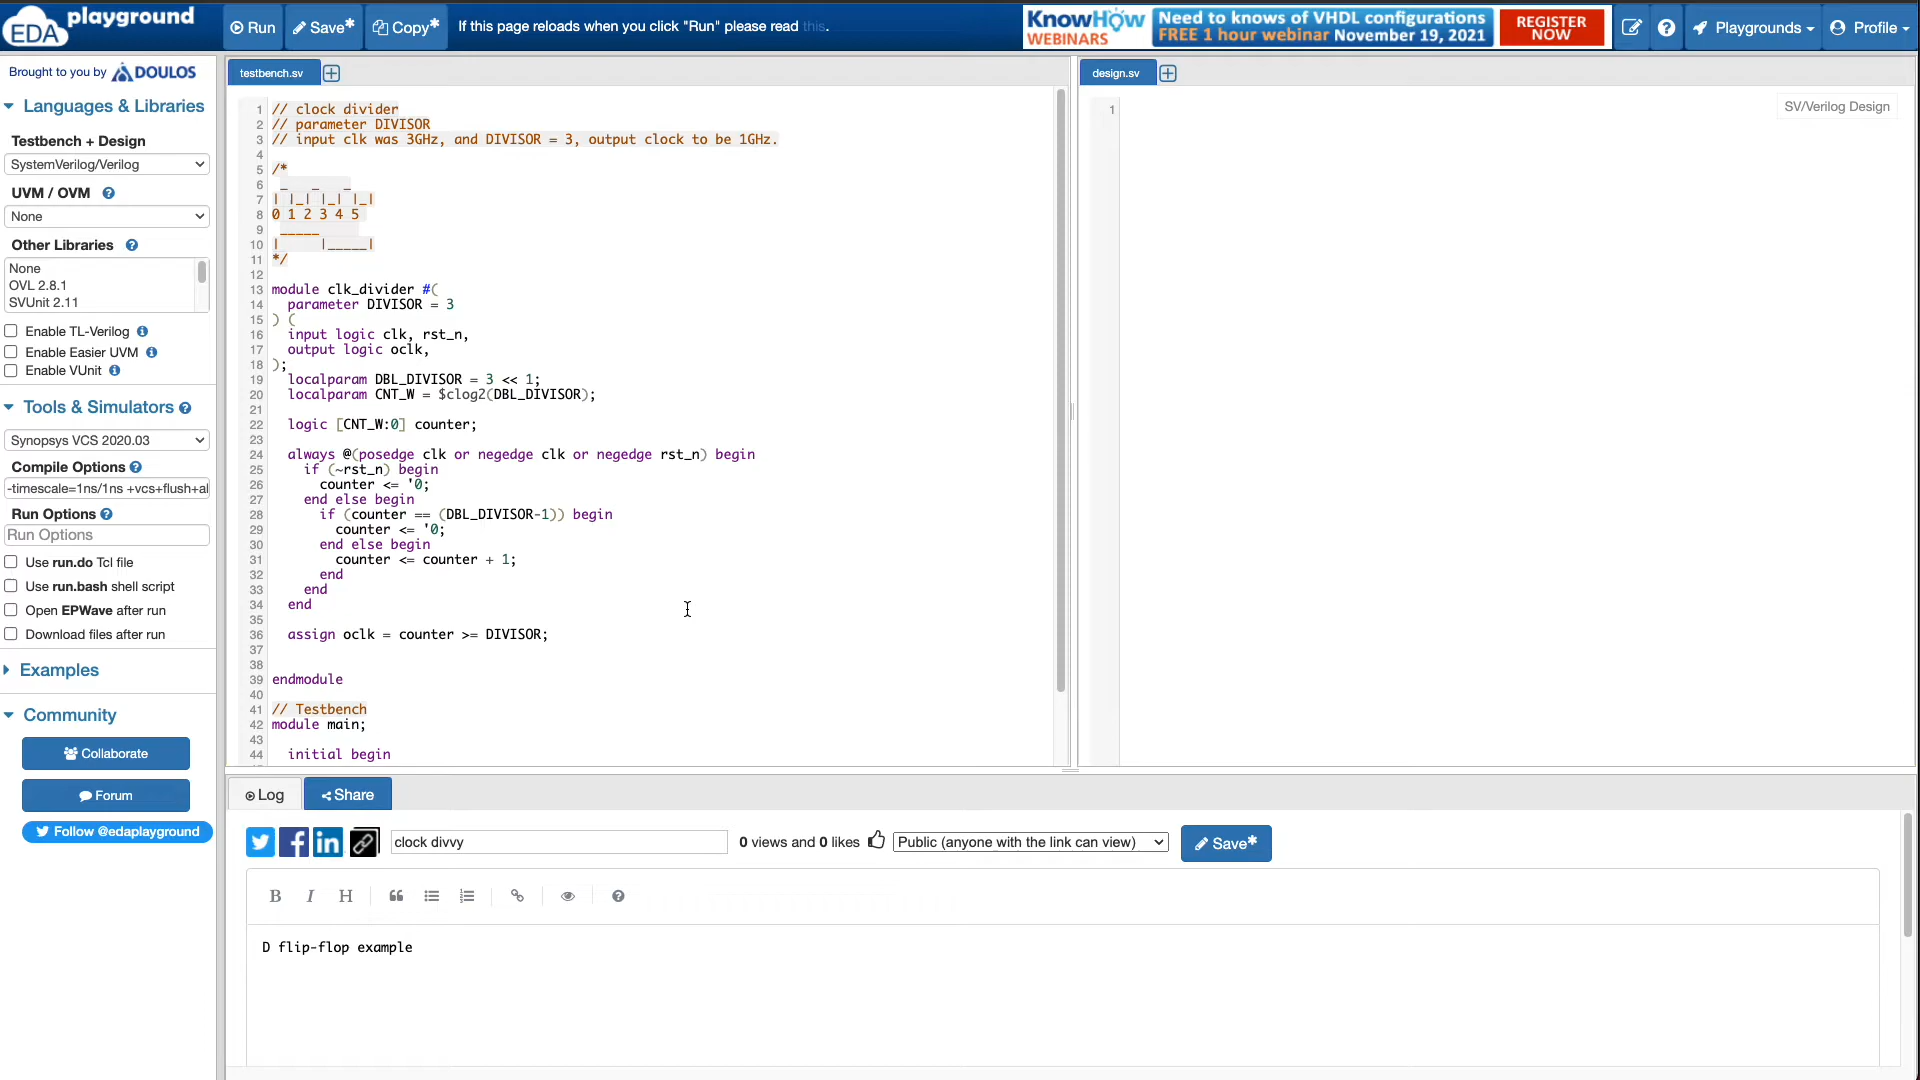 EDA playground
Run
Save*
Copy*
If this page reloads when you click "Run" please read this.
KnowHow WEBINARS
Need to knows of VHDL configurations
FREE 1 hour webinar November 19, 2021
REGISTER NOW
Playgrounds
Profile
Brought to you by DOULOS
Languages & Libraries
Testbench + Design
SystemVerilog/Verilog
UVM / OVM
None
Other Libraries
None
OVL 2.8.1
SVUnit 2.11
Enable TL-Verilog
Enable Easier UVM
Enable VUnit
Tools & Simulators
Synopsys VCS 2020.03
Compile Options
-timescale=1ns/1ns +vcs+flush+al
Run Options
Run Options
Use run.do Tcl file
Use run.bash shell script
Open EPWave after run
Download files after run
Examples
Community
Collaborate
Forum
Follow @edaplayground
testbench.sv
1 // clock divider
2 // parameter DIVISOR
3 // input clk was 3GHz, and DIVISOR = 3, output clock to be 1GHz.
4
5 /*
6  _   _   _
7 | |_| |_| |_|
8 0 1 2 3 4 5
9  _____
10 |     |_____|
11 */
12
13 module clk_divider #(
14   parameter DIVISOR = 3
15 ) (
16   input logic clk, rst_n,
17   output logic oclk,
18 );
19   localparam DBL_DIVISOR = 3 << 1;
20   localparam CNT_W = $clog2(DBL_DIVISOR);
21
22   logic [CNT_W:0] counter;
23
24   always @(posedge clk or negedge clk or negedge rst_n) begin
25     if (~rst_n) begin
26       counter <= '0;
27     end else begin
28       if (counter == (DBL_DIVISOR-1)) begin
29         counter <= '0;
30       end else begin
31         counter <= counter + 1;
32       end
33     end
34   end
35
36   assign oclk = counter >= DIVISOR;
37
38
39 endmodule
40
41 // Testbench
42 module main;
43
44   initial begin
design.sv
1
SV/Verilog Design
Log
Share
clock divvy
0 views and 0 likes
Public (anyone with the link can view)
Save*
B I H
D flip-flop example